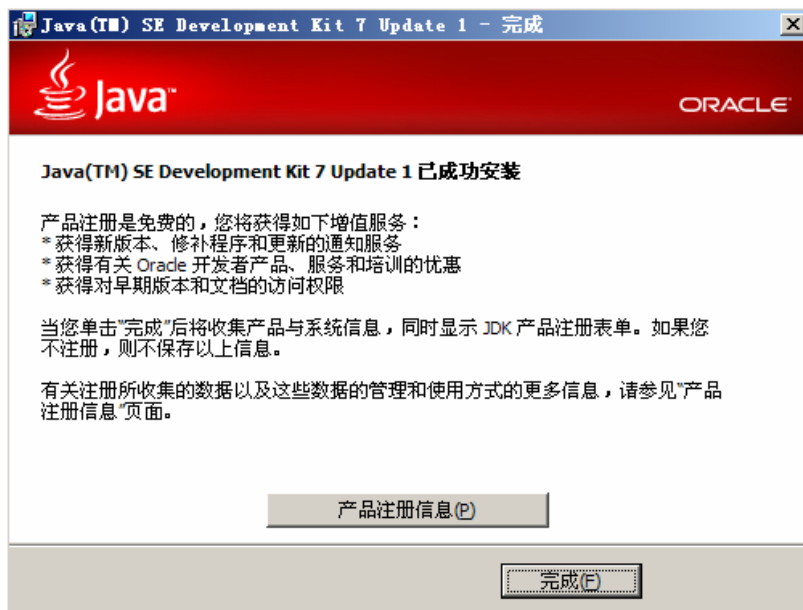 Java(TM) SE Development Kit 7 Update 1 - 完成
Java™
ORACLE
Java(TM) SE Development Kit 7 Update 1 已成功安装
产品注册是免费的，您将获得如下增值服务：
* 获得新版本、修补程序和更新的通知服务
* 获得有关 Oracle 开发者产品、服务和培训的优惠
* 获得对早期版本和文档的访问权限
当您单击"完成"后将收集产品与系统信息，同时显示 JDK 产品注册表单。如果您
不注册，则不保存以上信息。
有关注册所收集的数据以及这些数据的管理和使用方式的更多信息，请参见"产品
注册信息"页面。
产品注册信息(P)
完成(F)